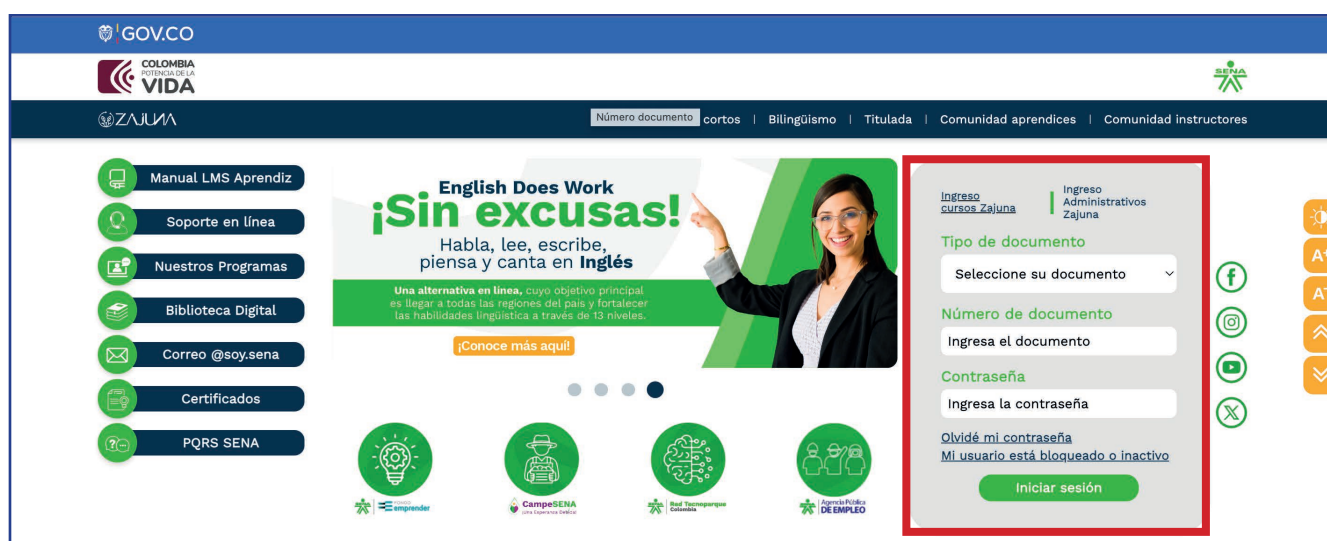 GOV.CO
COLOMBIA
POTENCIA DE LA
VIDA
SENA
ZAJUNA
Número documento cortos | Bilingüismo | Titulada | Comunidad aprendices | Comunidad instructores
Manual LMS Aprendiz
Soporte en línea
Nuestros Programas
Biblioteca Digital
Correo @soy.sena
Certificados
PQRS SENA
English Does Work
¡Sin excusas!
Habla, lee, escribe,
piensa y canta en Inglés
Una alternativa en línea, cuyo objetivo principal
es llegar a todas las regiones del país y fortalecer
las habilidades lingüística a través de 13 niveles.
¡Conoce más aquí!
emprender
CampeSENA
Red Tecnoparque
Colombia
Agencia Pública
DE EMPLEO
Ingreso
cursos Zajuna
Ingreso
Administrativos
Zajuna
Tipo de documento
Seleccione su documento
Número de documento
Ingresa el documento
Contraseña
Ingresa la contraseña
Olvidé mi contraseña
Mi usuario está bloqueado o inactivo
Iniciar sesión